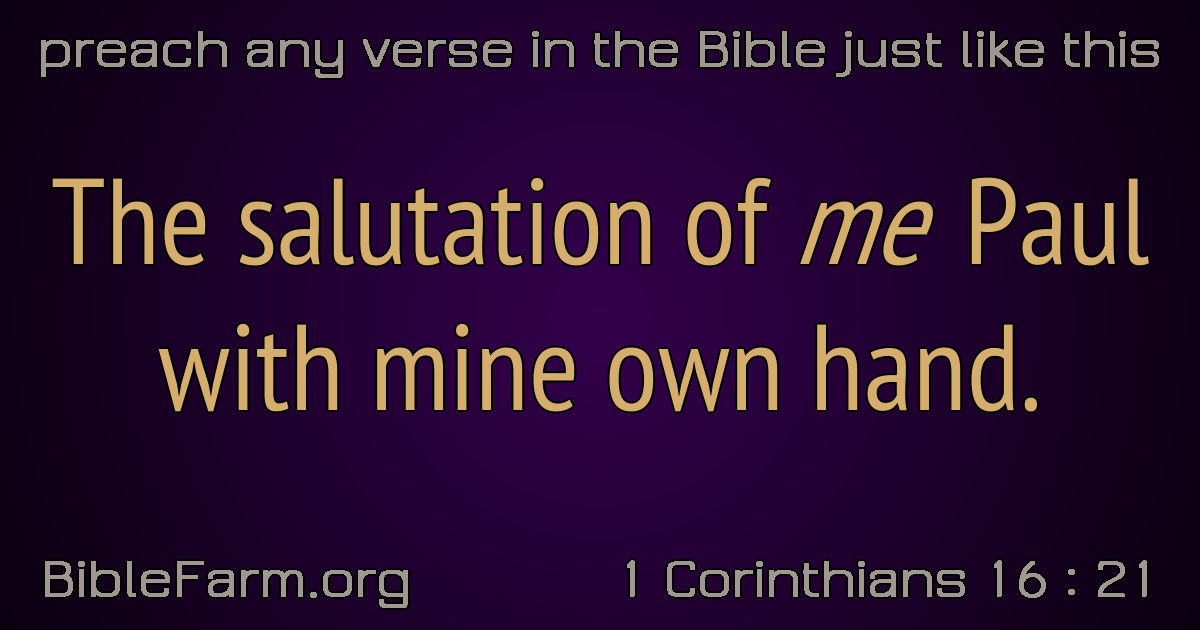 preach any verse in the Bible just like this
The salutation of me Paul
with mine own hand.
BibleFarm.org
1 Corinthians 16 : 21